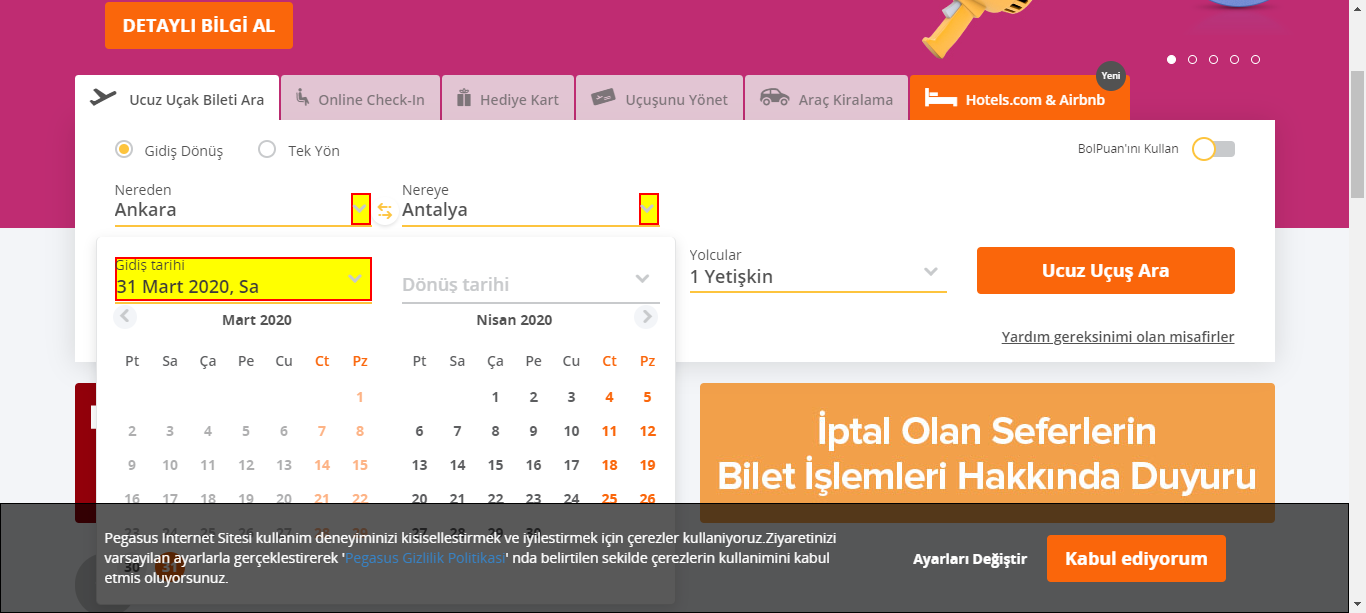 DETAYLI BİLGİ AL
Yeni
Ucuz Uçak Bileti Ara
Online Check-In
Hediye Kart
Uçuşunu Yönet
Araç Kiralama
Hotels.com & Airbnb
Gidiş Dönüş
Tek Yön
BolPuan'ını Kullan
Nereden
Nereye
Ankara
Antalya
Gidiş tarihi
31 Mart 2020, Sa
Dönüş tarihi
Yolcular
1 Yetişkin
Ucuz Uçuş Ara
Yardım gereksinimi olan misafirler
Mart 2020
Pt Sa Ça Pe Cu Ct Pz
1
2 3 4 5 6 7 8
9 10 11 12 13 14 15
16 17 18 19 20 21 22
23 24 25 26 27 28 29
30 31
Nisan 2020
Pt Sa Ça Pe Cu Ct Pz
1 2 3 4 5
6 7 8 9 10 11 12
13 14 15 16 17 18 19
20 21 22 23 24 25 26
27 28 29 30
İptal Olan Seferlerin
Bilet İşlemleri Hakkında Duyuru
Pegasus Internet Sitesi kullanim deneyiminizi kisisellestirmek ve iyilestirmek için çerezler kullaniyoruz.Ziyaretinizi
varsayilan ayarlarla gerçeklestirerek 'Pegasus Gizlilik Politikasi' nda belirtilen sekilde çerezlerin kullanimini kabul
etmis oluyorsunuz.
Ayarları Değiştir
Kabul ediyorum